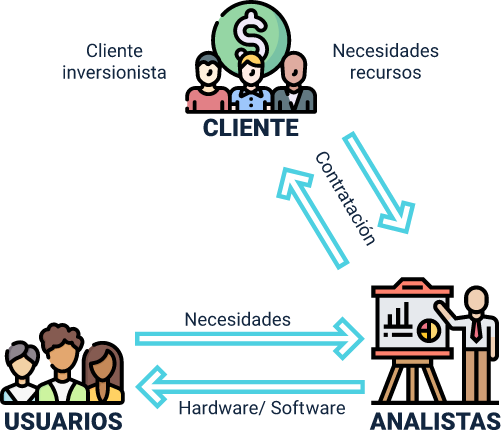 Cliente
inversionista
Necesidades
recursos
$
CLIENTE
Contratación
Necesidades
Hardware/ Software
USUARIOS
ANALISTAS